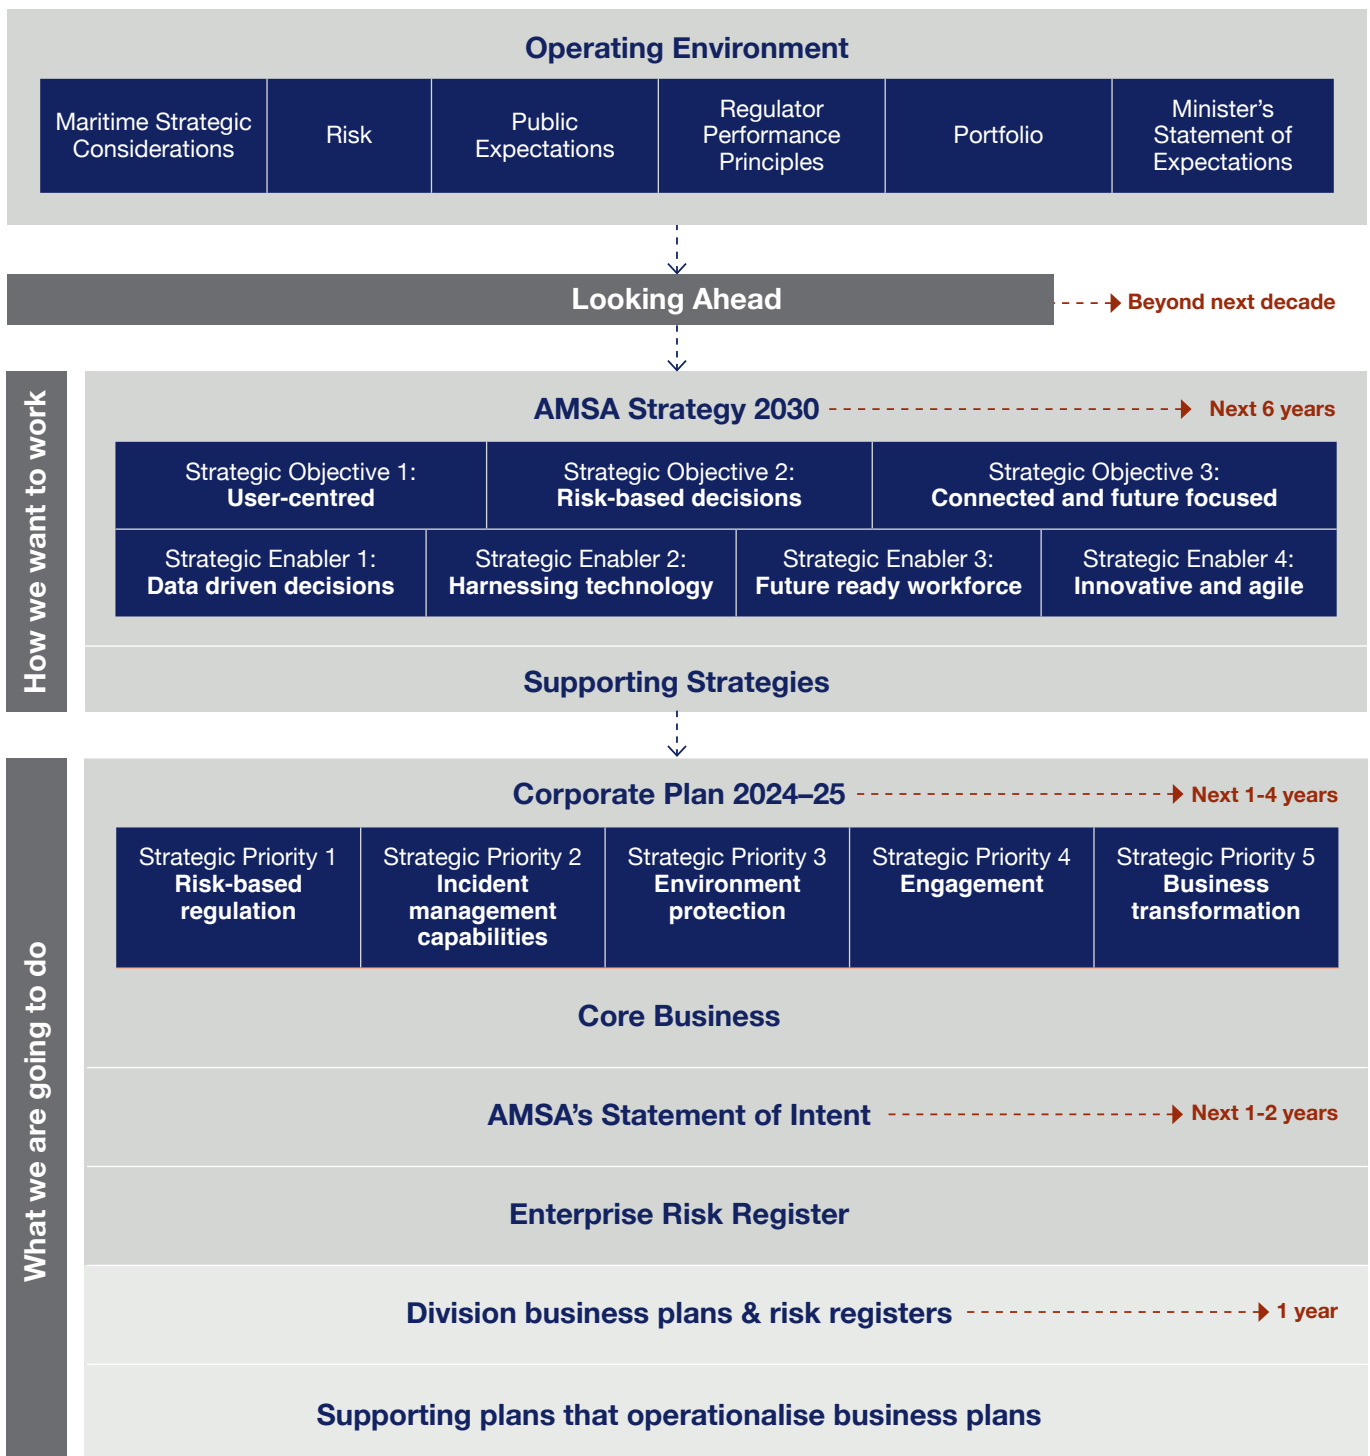 Operating Environment
Maritime Strategic
Considerations
Risk
Public
Expectations
Regulator
Performance
Principles
Portfolio
Minister’s
Statement of
Expectations
Looking Ahead
Beyond next decade
How we want to work
AMSA Strategy 2030
Next 6 years
Strategic Objective 1:
User-centred
Strategic Objective 2:
Risk-based decisions
Strategic Objective 3:
Connected and future focused
Strategic Enabler 1:
Data driven decisions
Strategic Enabler 2:
Harnessing technology
Strategic Enabler 3:
Future ready workforce
Strategic Enabler 4:
Innovative and agile
Supporting Strategies
What we are going to do
Corporate Plan 2024–25
Next 1-4 years
Strategic Priority 1
Risk-based
regulation
Strategic Priority 2
Incident
management
capabilities
Strategic Priority 3
Environment
protection
Strategic Priority 4
Engagement
Strategic Priority 5
Business
transformation
Core Business
AMSA’s Statement of Intent
Next 1-2 years
Enterprise Risk Register
Division business plans & risk registers
1 year
Supporting plans that operationalise business plans